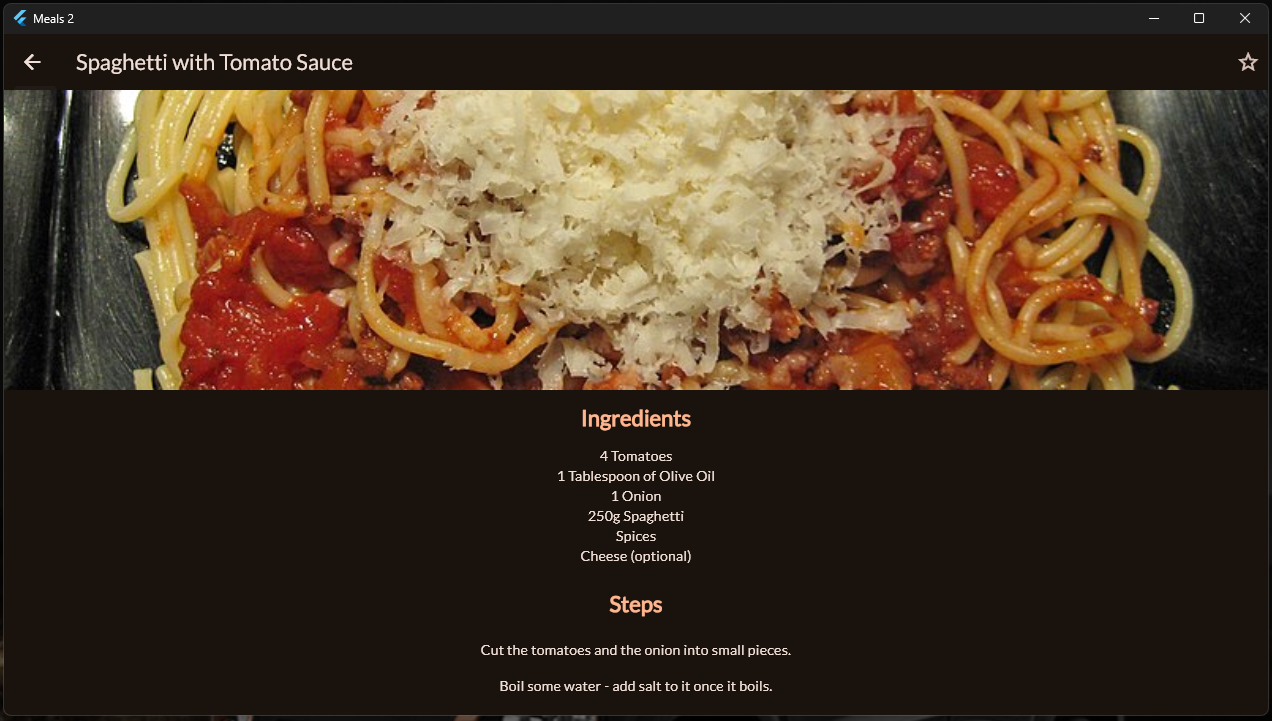 Meals 2
Spaghetti with Tomato Sauce
Ingredients
4 Tomatoes
1 Tablespoon of Olive Oil
1 Onion
250g Spaghetti
Spices
Cheese (optional)
Steps
Cut the tomatoes and the onion into small pieces.
Boil some water - add salt to it once it boils.